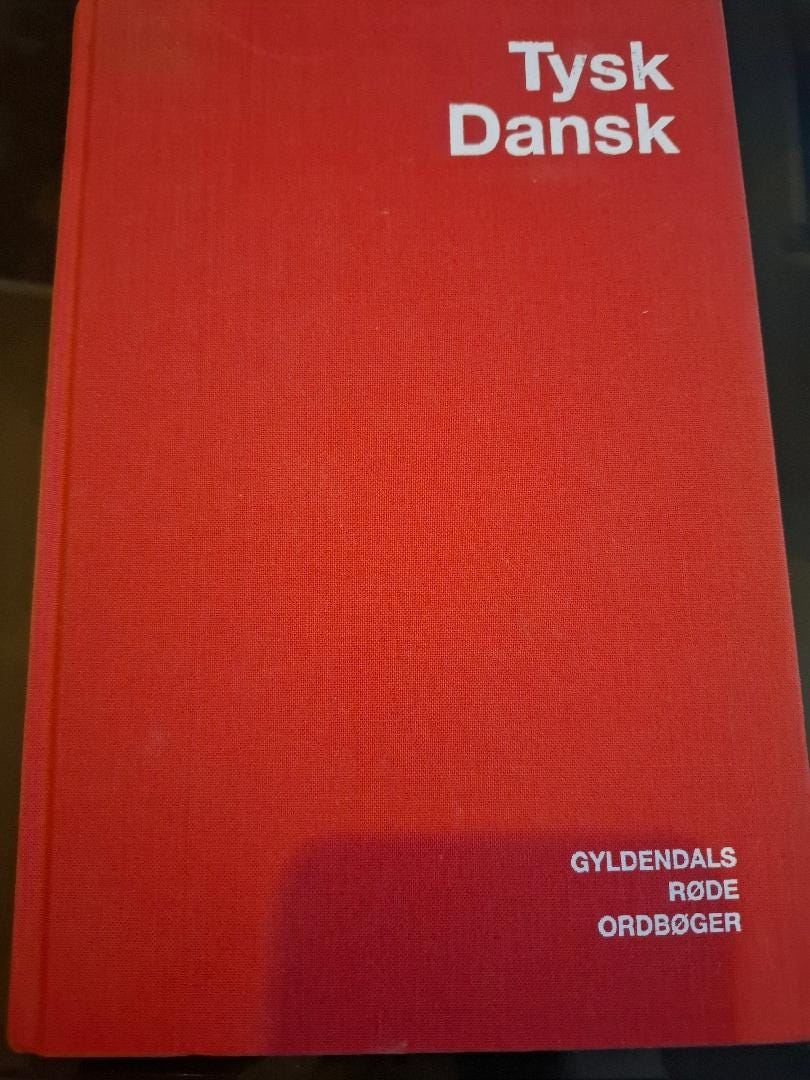 Tysk
Dansk
GYLDENDALS
RØDE
ORDBØGER